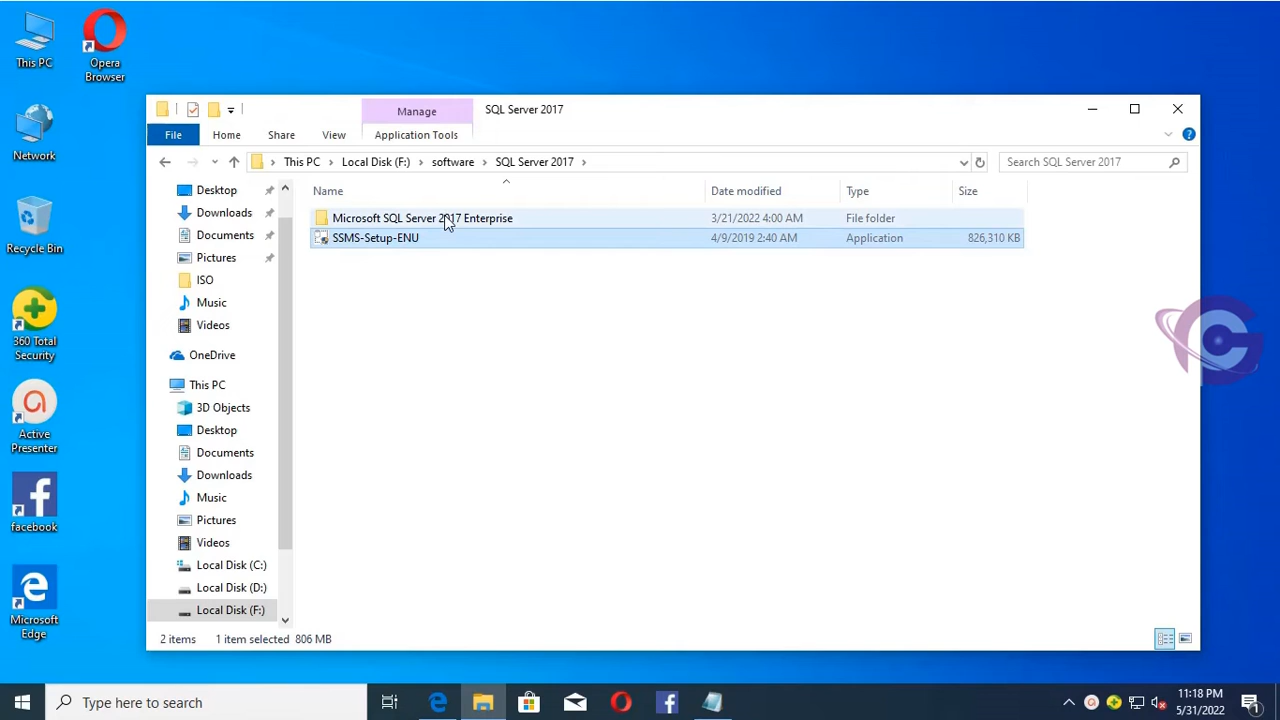 This PC
Opera
Browser
Network
Recycle Bin
360 Total
Security
Active
Presenter
facebook
Microsoft
Edge
Manage
SQL Server 2017
File
Home
Share
View
Application Tools
This PC > Local Disk (F:) > software > SQL Server 2017 >
Search SQL Server 2017
Desktop
Downloads
Documents
Pictures
ISO
Music
Videos
OneDrive
This PC
3D Objects
Desktop
Documents
Downloads
Music
Pictures
Videos
Local Disk (C:)
Local Disk (D:)
Local Disk (F:)
Name Date modified Type Size
Microsoft SQL Server 2017 Enterprise 3/21/2022 4:00 AM File folder
SSMS-Setup-ENU 4/9/2019 2:40 AM Application 826,310 KB
2 items 1 item selected 806 MB
Type here to search
11:18 PM
5/31/2022
1